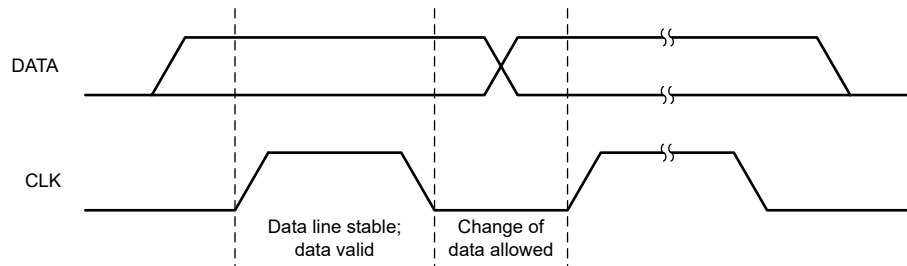 DATA
CLK
Data line stable;
data valid
Change of
data allowed